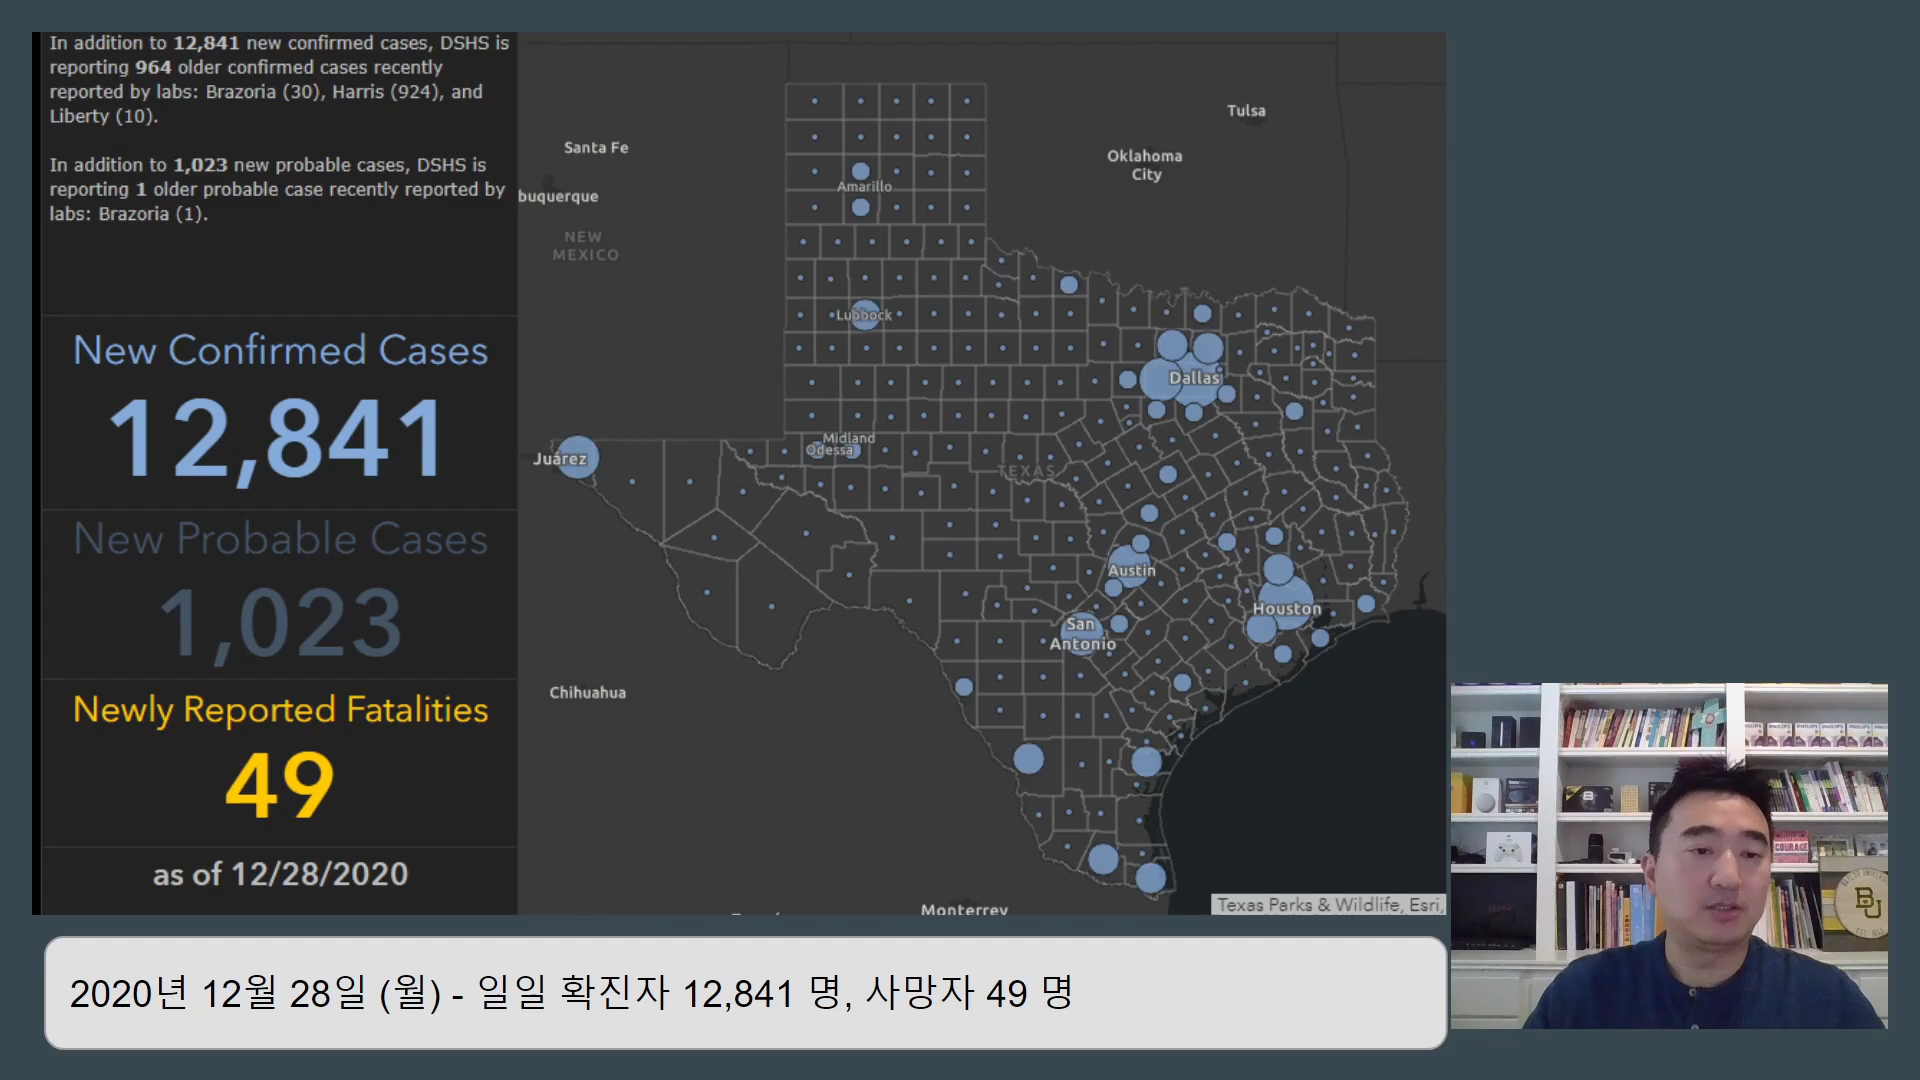 In addition to 12,841 new confirmed cases, DSHS is
reporting 964 older confirmed cases recently
reported by labs: Brazoria (30), Harris (924), and
Liberty (10).
In addition to 1,023 new probable cases, DSHS is
reporting 1 older probable case recently reported by
labs: Brazoria (1).
New Confirmed Cases
12,841
New Probable Cases
1,023
Newly Reported Fatalities
49
as of 12/28/2020
Tulsa
Santa Fe
Oklahoma
City
Amarillo
buquerque
NEW
MEXICO
Lubbock
Dallas
Midland
Odessa
Juárez
TEXAS
Austin
Houston
San
Antonio
Chihuahua
Monterrey
Texas Parks & Wildlife, Esri,
2020년 12월 28일 (월) - 일일 확진자 12,841 명, 사망자 49 명
PHILIPS
COURAGE
BU